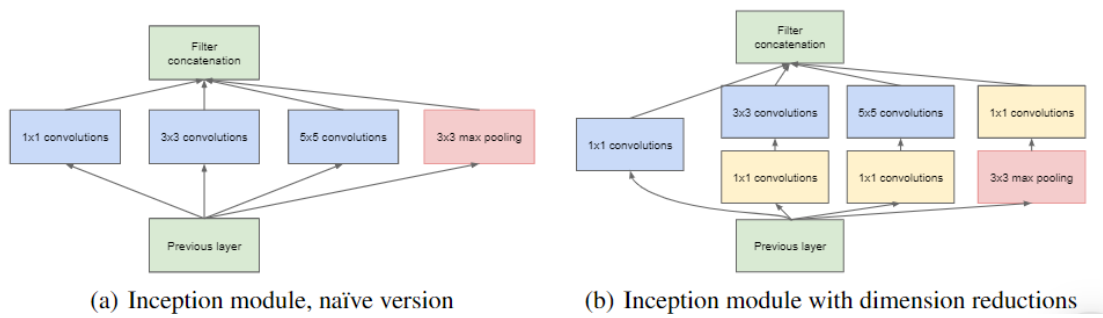 Filter
concatenation
1x1 convolutions
3x3 convolutions
5x5 convolutions
3x3 max pooling
Previous layer
(a) Inception module, naïve version
Filter
concatenation
3x3 convolutions
5x5 convolutions
1x1 convolutions
1x1 convolutions
1x1 convolutions
1x1 convolutions
3x3 max pooling
Previous layer
(b) Inception module with dimension reductions